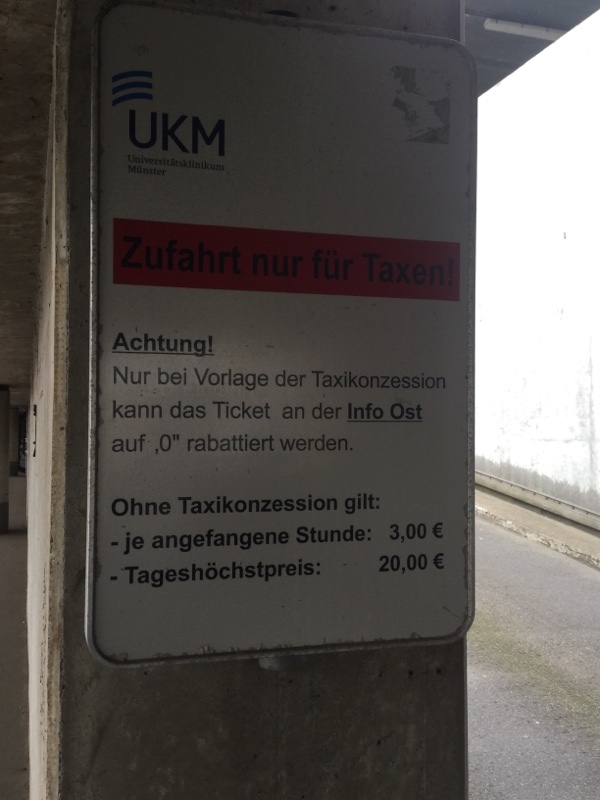 UKM
Universitätsklinikum
Münster
Zufahrt nur für Taxen!
Achtung!
Nur bei Vorlage der Taxikonzession
kann das Ticket an der Info Ost
auf ‚0" rabattiert werden.
Ohne Taxikonzession gilt:
- je angefangene Stunde: 3,00 €
- Tageshöchstpreis: 20,00 €